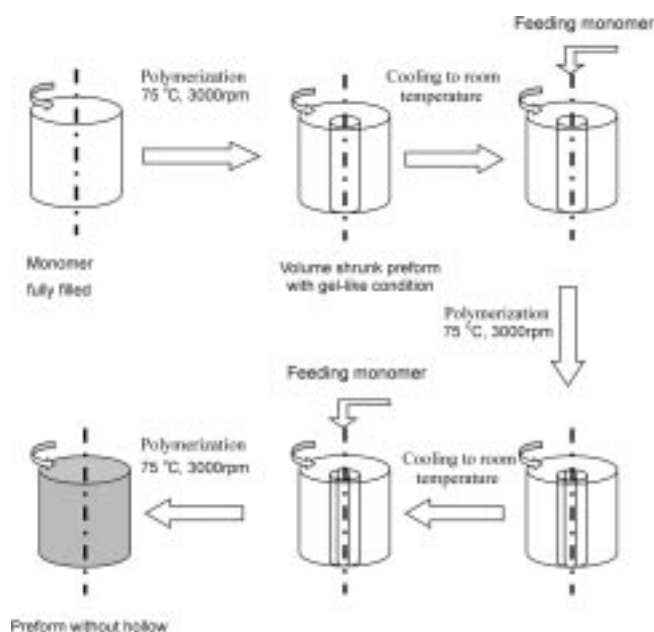 Feeding monomer
Polymerization
75 °C, 3000rpm
Cooling to room
temperature
Monomer
fully filled
Volume shrunk preform
with gel-like condition
Polymerization
75 °C, 3000rpm
Feeding monomer
Polymerization
75 °C, 3000rpm
Cooling to room
temperature
Preform without hollow